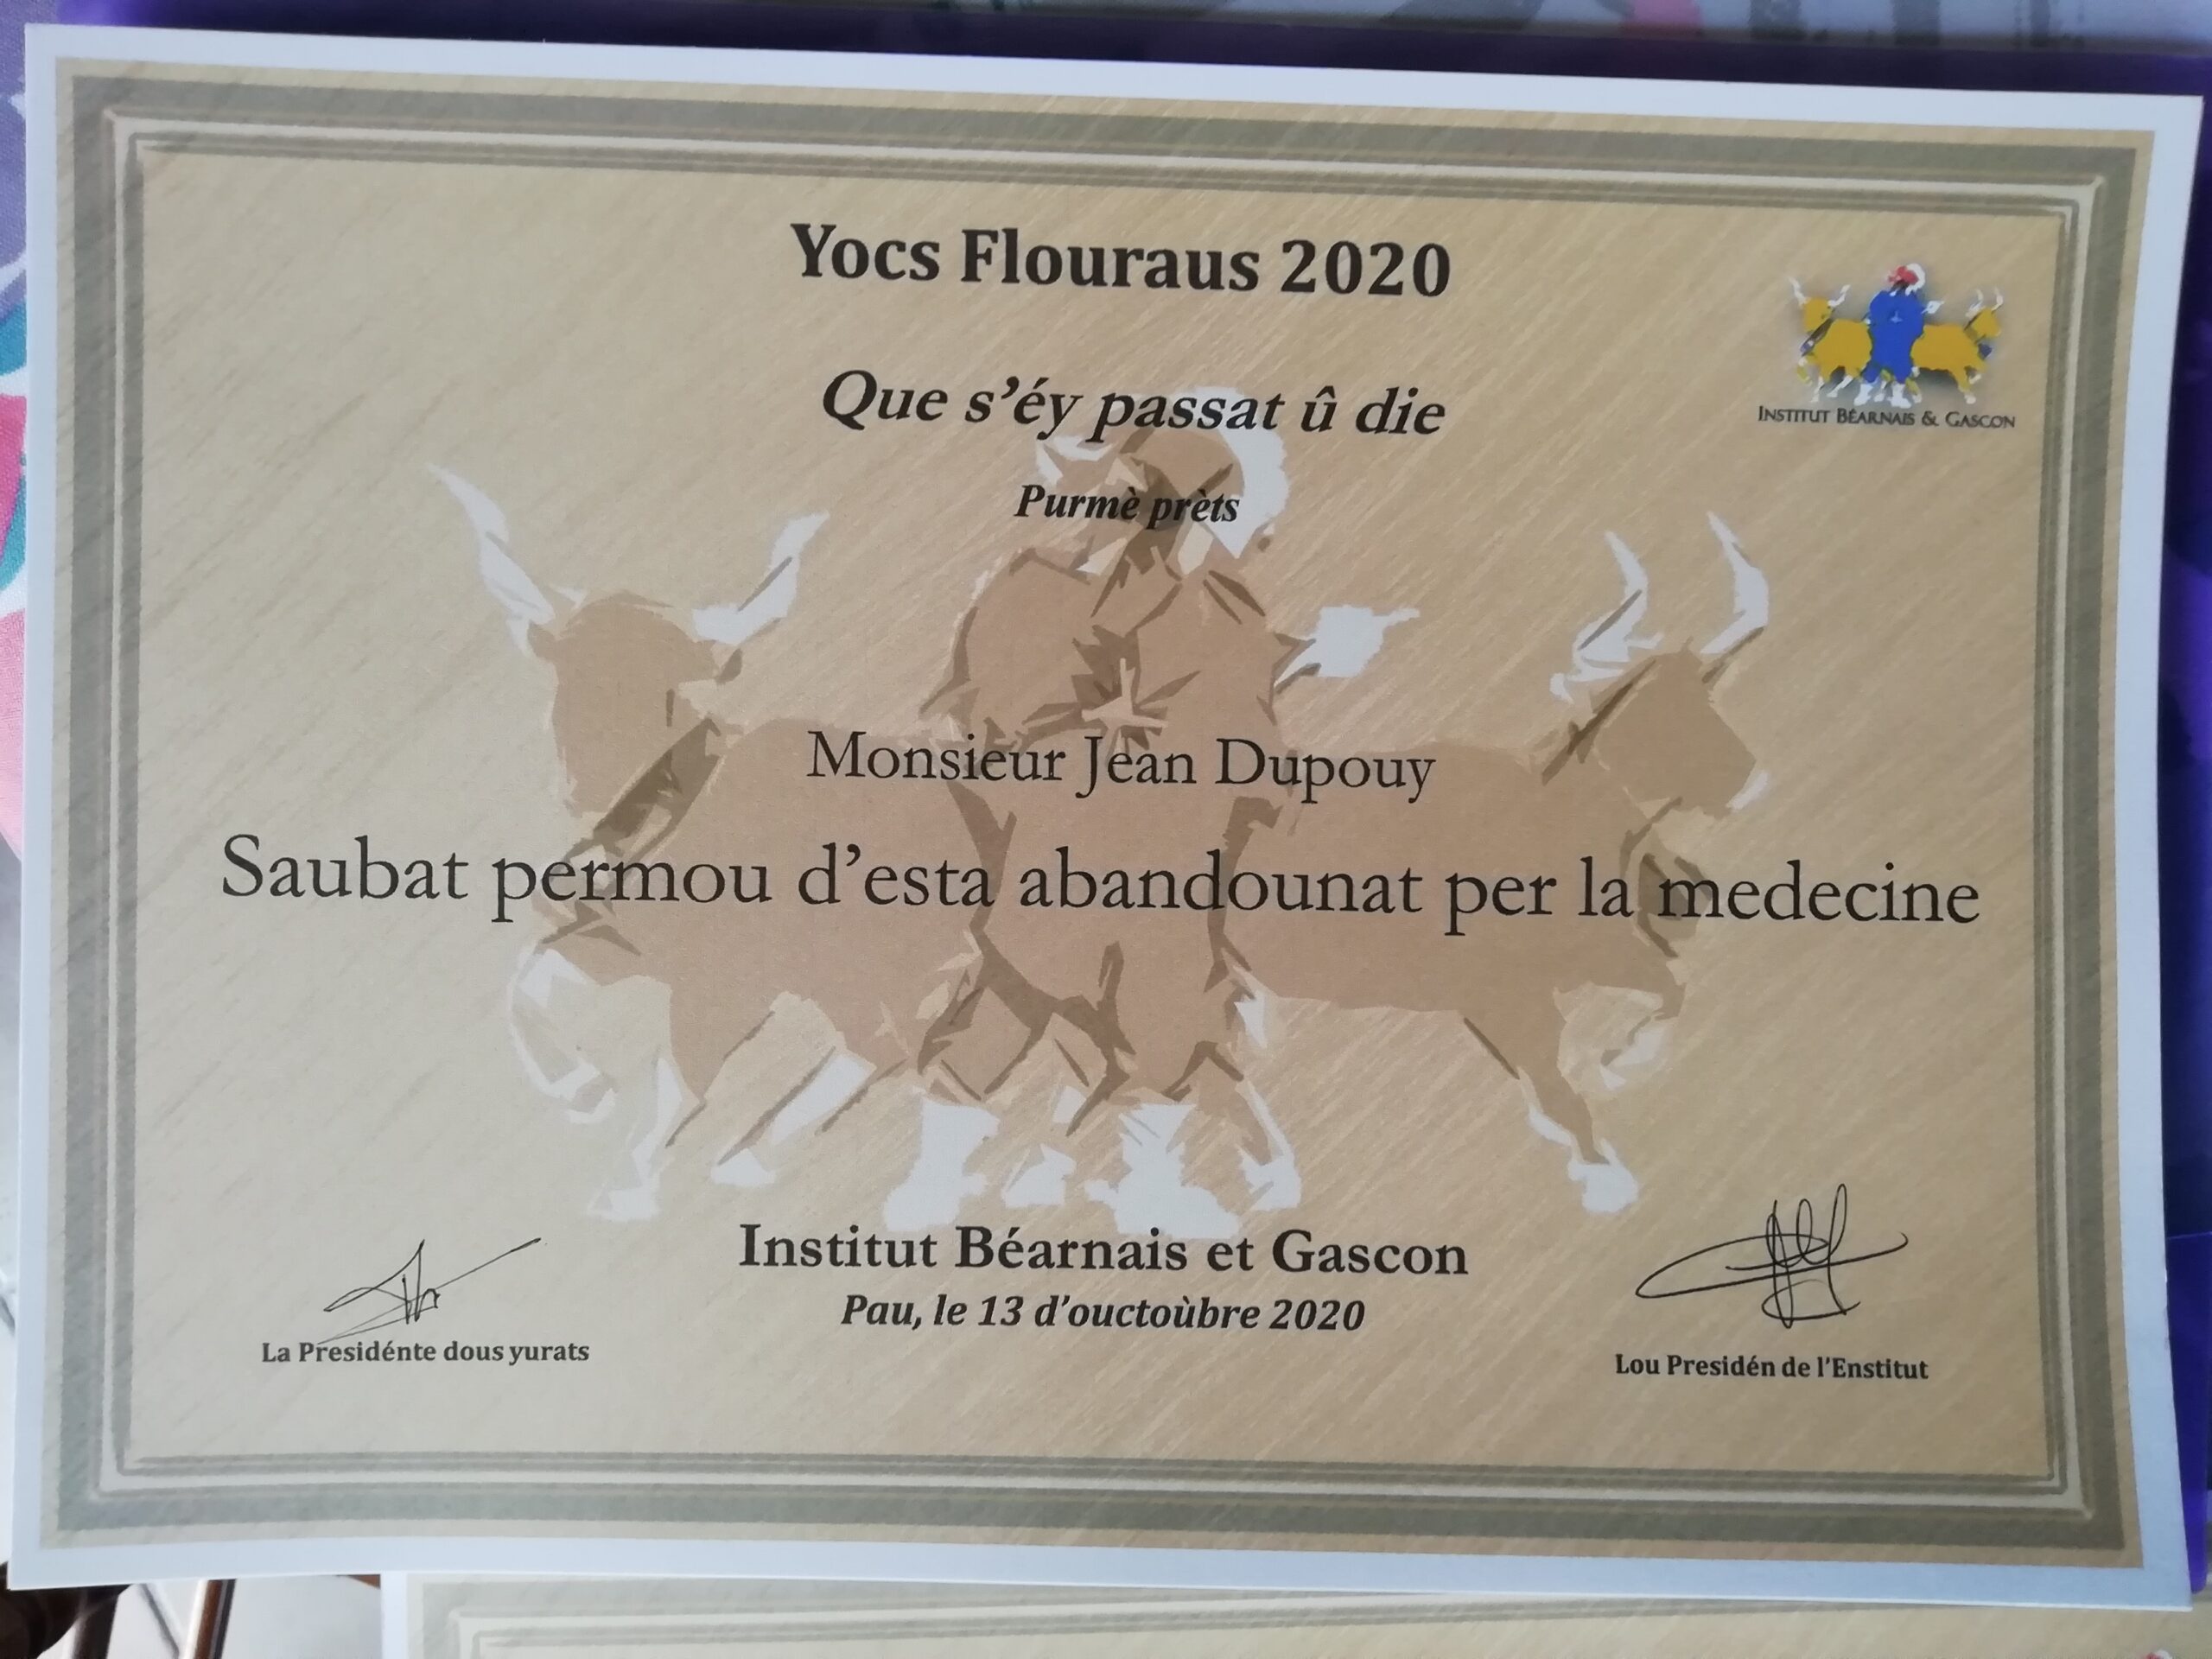 Yocs Flouraus 2020
INSTITUT BÉARNAIS & GASCON
Que s'éy passat û die
Purmè prèts
Monsieur Jean Dupouy
Saubat permou d'esta abandounat per la medecine
Institut Béarnais et Gascon
Pau, le 13 d'ouctoùbre 2020
La Presidénte dous yurats
Lou Presidén de l'Enstitut